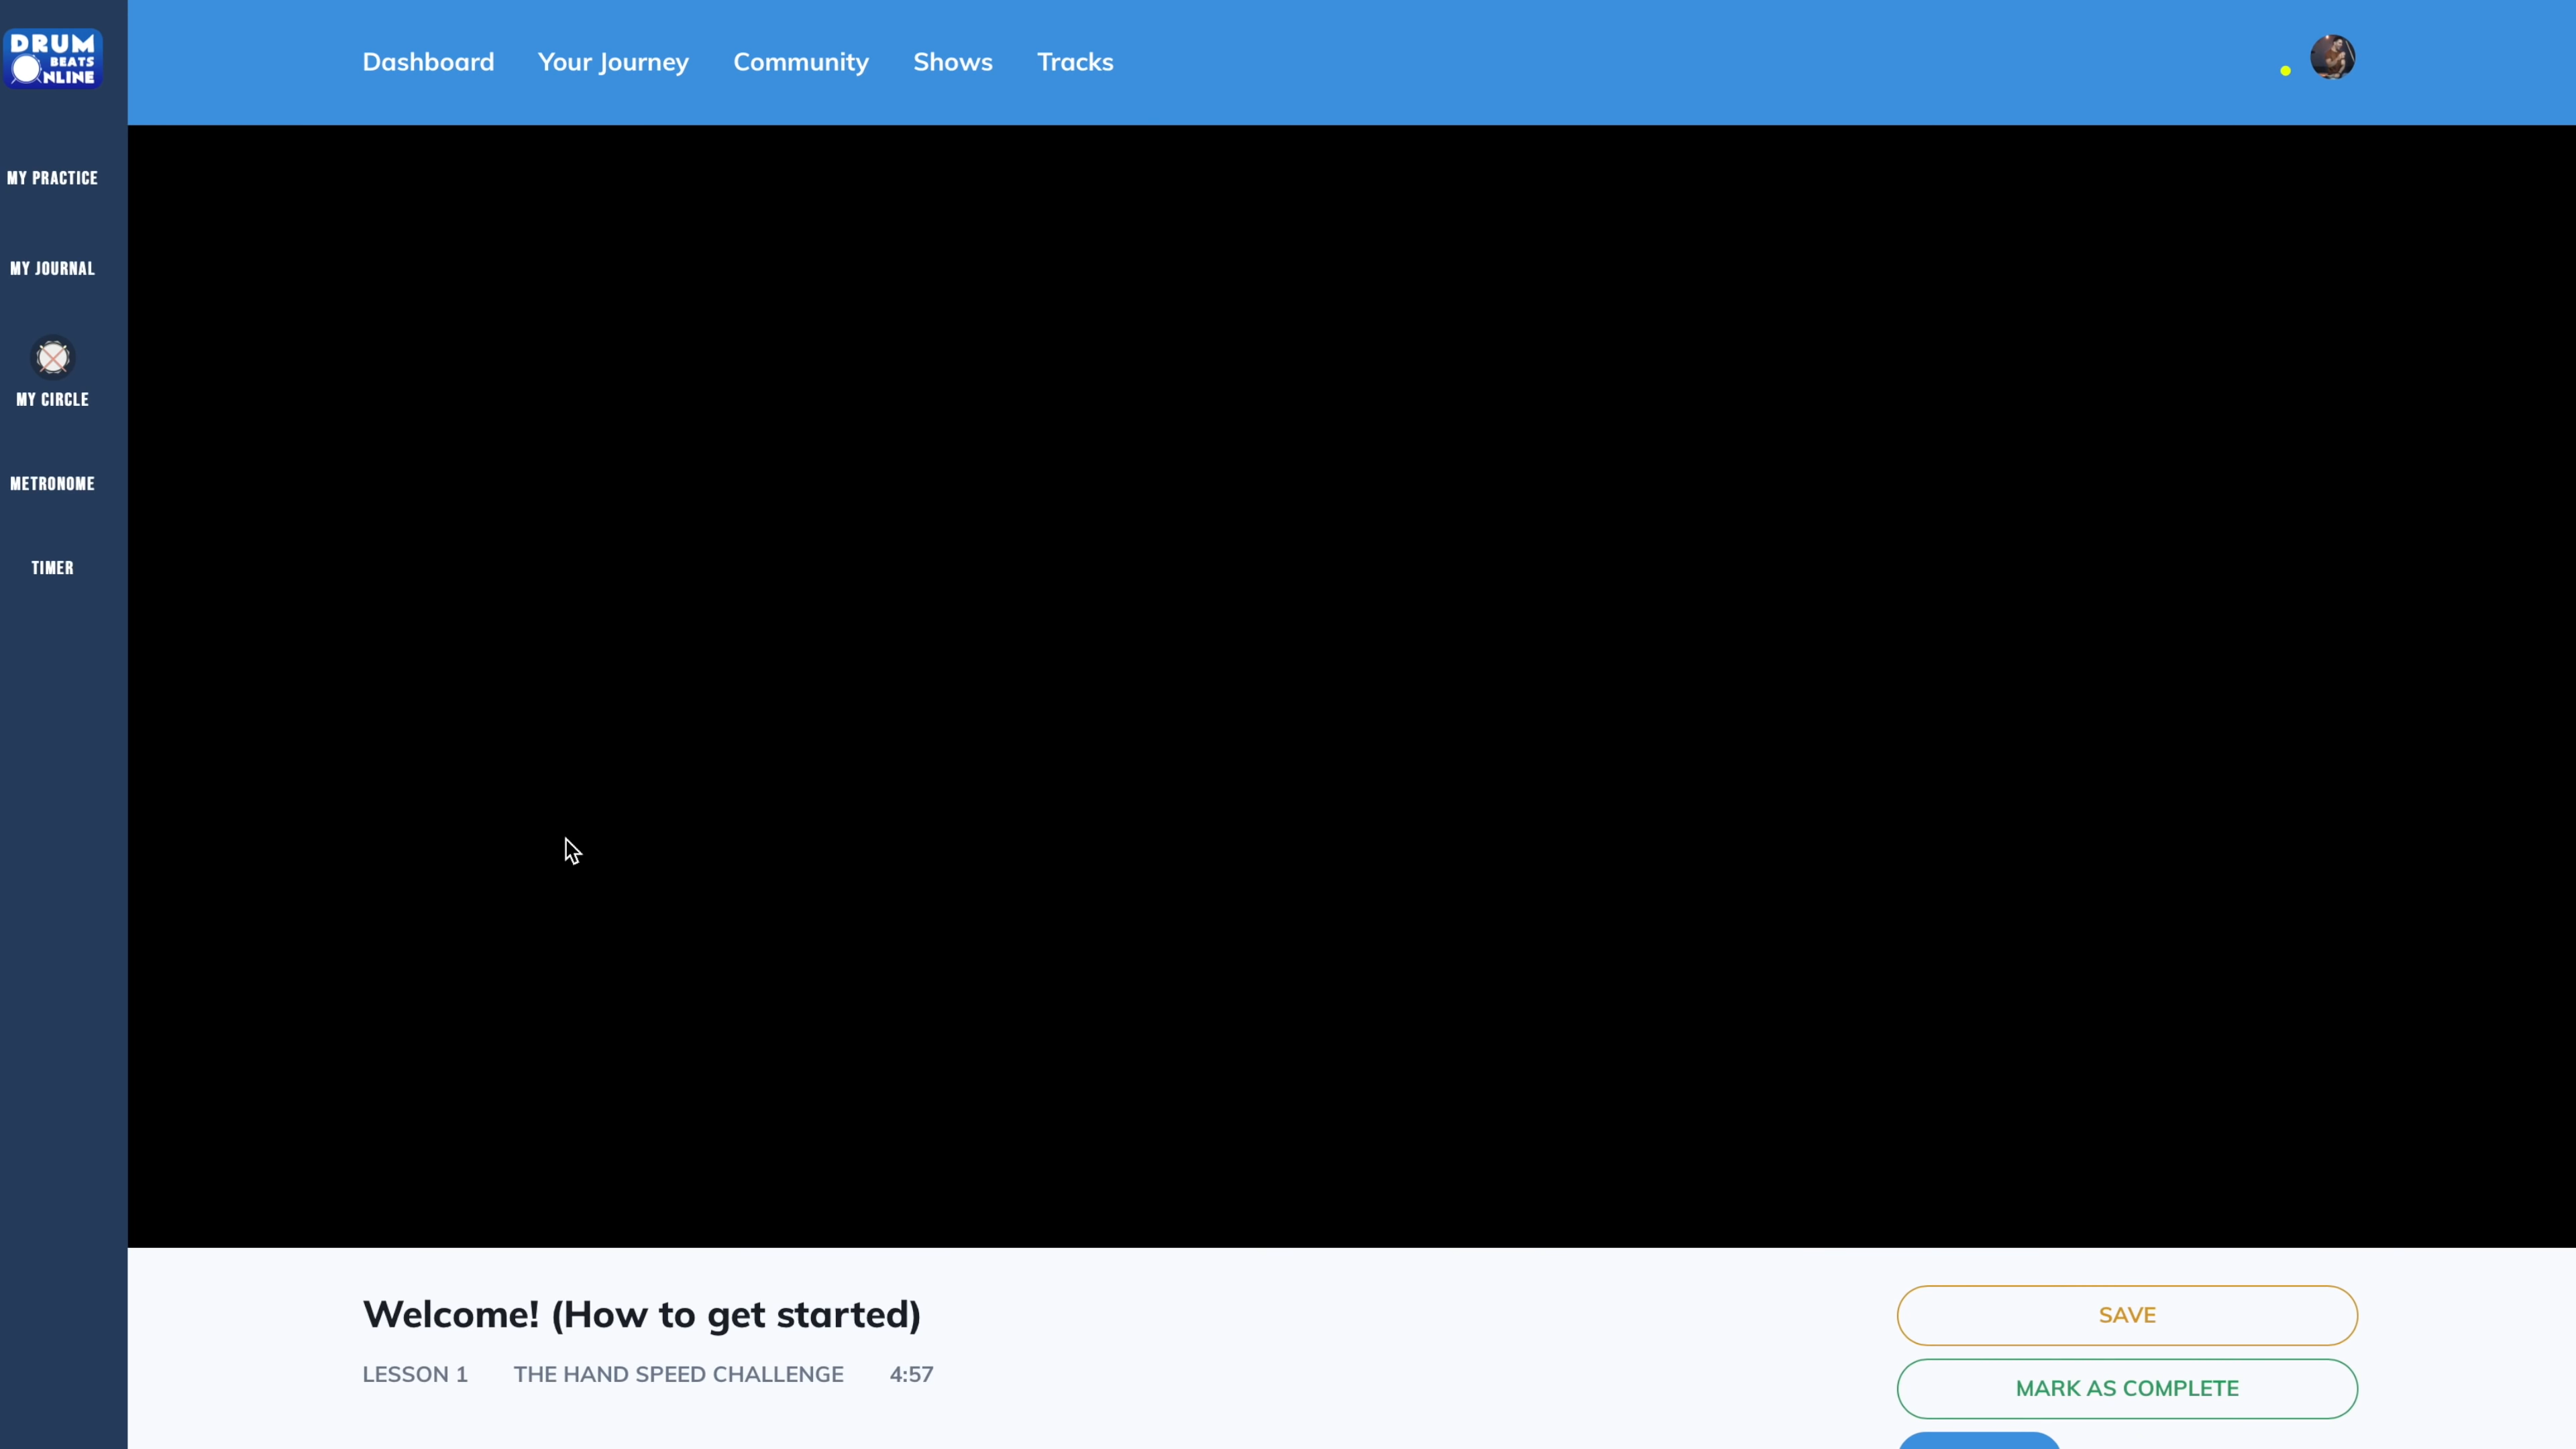 DRUM
BEATS
NLINE
Dashboard
Your Journey
Community
Shows
Tracks
MY PRACTICE
MY JOURNAL
MY CIRCLE
METRONOME
TIMER
Welcome! (How to get started)
LESSON 1 THE HAND SPEED CHALLENGE 4:57
SAVE
MARK AS COMPLETE